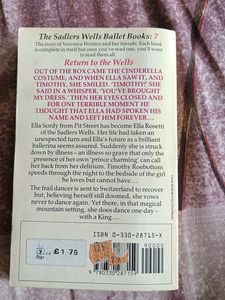 The Sadlers Wells Ballet Books: 7
The story of Veronica Weston and her friends. Each book
is complete in itself but once you've read one, you'll want
to read them all.
Return to the Wells
OUT OF THE BOX CAME THE CINDERELLA
COSTUME, AND WHEN ELLA SAW IT, AND
TIMOTHY, SHE SMILED. 'TIMOTHY!' SHE
SAID IN A WHISPER. 'YOU'VE BROUGHT
MY DRESS.' THEN HER EYES CLOSED AND
FOR ONE TERRIBLE MOMENT HE
THOUGHT THAT ELLA HAD SPOKEN HIS
NAME AND LEFT HIM FOREVER...
Ella Sordy from Pit Street has become Ella Rosetti
of the Sadlers Wells. Her life had taken an
unexpected turn and Ella's future as a brilliant
ballerina seems assured. Suddenly she is struck
down by illness – an illness so grave that only the
presence of her own 'prince charming' can call
her back from her delirium. Timothy Roebottom
speeds through the night to the bedside of the girl
he loves but cannot have...
The frail dancer is sent to Switzerland to recover
but, believing herself still doomed, she vows
never to dance again. Yet there, in that magical
mountain setting, she does dance one day –
with a King...
Pan
£1.75
ISBN 0-330-28715-X
90000
9 780330 287159